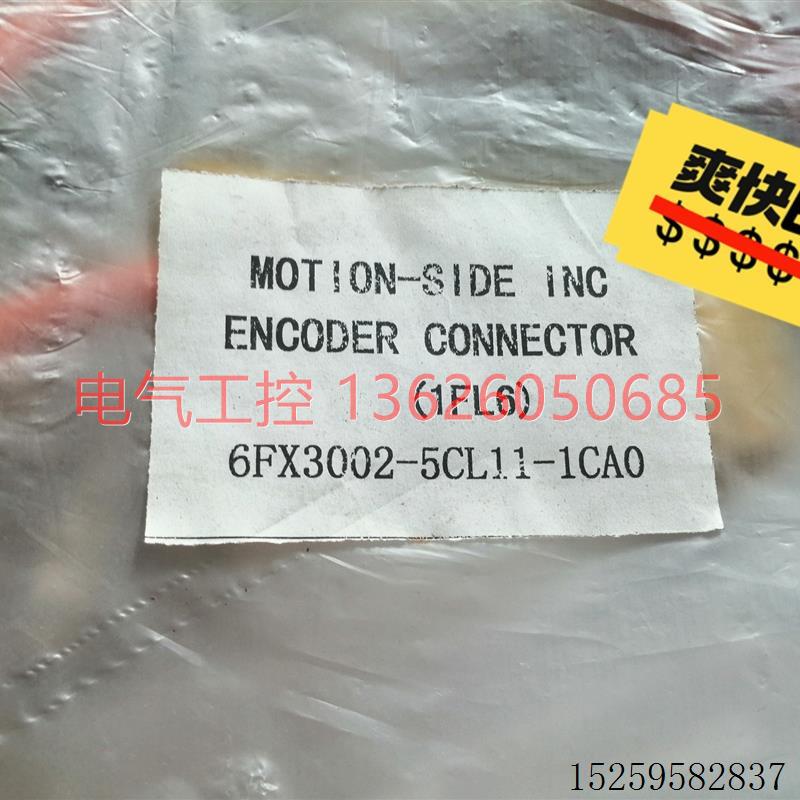 爽快
$$$$
MOTION-SIDE INC
ENCODER CONNECTOR
电气工控 13626050685
(1FL6)
6FX3002-5CL11-1CA0
15259582837